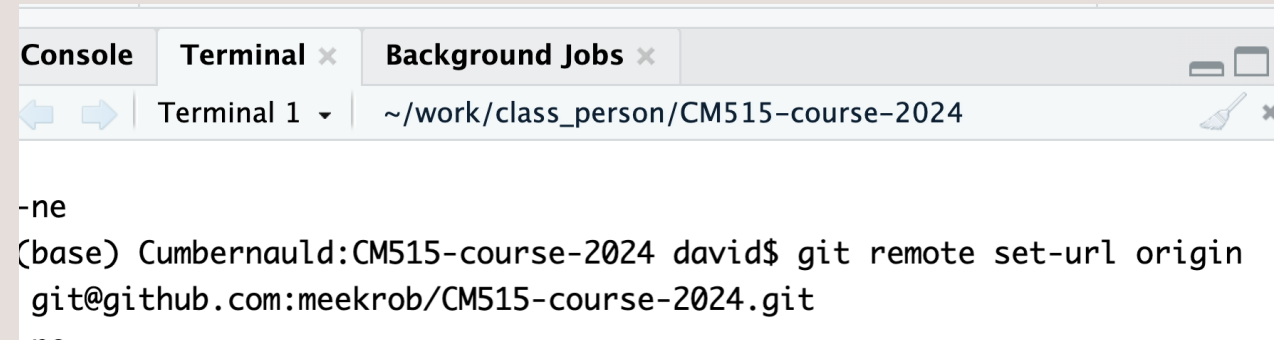 Console Terminal Background Jobs
Terminal 1 ~/work/class_person/CM515-course-2024
-ne
(base) Cumbernauld:CM515-course-2024 david$ git remote set-url origin
git@github.com:meekrob/CM515-course-2024.git